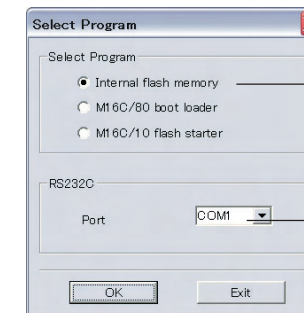 Select Program
Select Program
Internal flash memory
M16C/80 boot loader
M16C/10 flash starter
RS232C
Port
COM1
OK
Exit